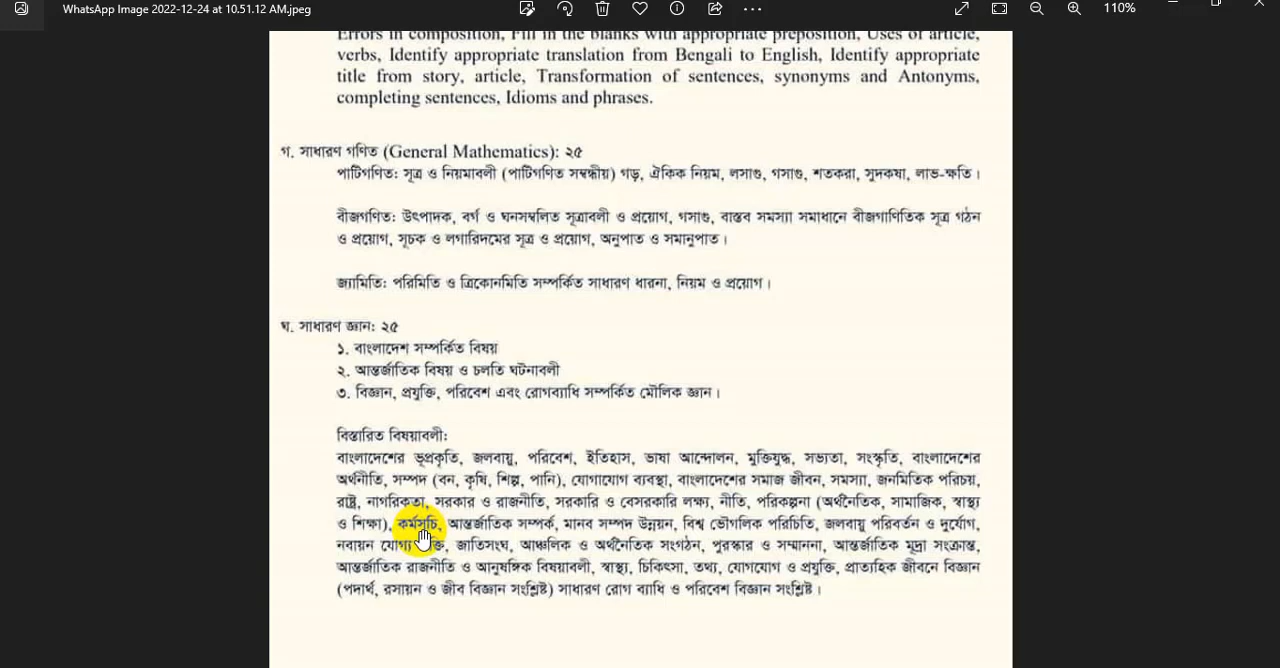 WhatsApp Image 2022-12-24 at 10.51.12 AM.jpeg
110%
Errors in composition, Fill in the blanks with appropriate preposition, Uses of article,
verbs, Identify appropriate translation from Bengali to English, Identify appropriate
title from story, article, Transformation of sentences, synonyms and Antonyms,
completing sentences, Idioms and phrases.
গ. সাধারণ গণিত (General Mathematics): ২৫
পাটিগণিত: সূত্র ও নিয়মাবলী (পাটিগণিত সম্বন্ধীয়) গড়, ঐকিক নিয়ম, লসাগু, গসাগু, শতকরা, সুদকষা, লাভ-ক্ষতি।
বীজগণিত: উৎপাদক, বর্গ ও ঘনসম্বলিত সূত্রাবলী ও প্রয়োগ, গসাগু, বাস্তব সমস্যা সমাধানে বীজগাণিতিক সূত্র গঠন
ও প্রয়োগ, সূচক ও লগারিদমের সূত্র ও প্রয়োগ, অনুপাত ও সমানুপাত।
জ্যামিতি: পরিমিতি ও ত্রিকোনমিতি সম্পর্কিত সাধারণ ধারনা, নিয়ম ও প্রয়োগ।
ঘ. সাধারণ জ্ঞান: ২৫
১. বাংলাদেশ সম্পর্কিত বিষয়
২. আন্তর্জাতিক বিষয় ও চলতি ঘটনাবলী
৩. বিজ্ঞান, প্রযুক্তি, পরিবেশ এবং রোগব্যাধি সম্পর্কিত মৌলিক জ্ঞান।
বিস্তারিত বিষয়াবলী:
বাংলাদেশের ভূপ্রকৃতি, জলবায়ু, পরিবেশ, ইতিহাস, ভাষা আন্দোলন, মুক্তিযুদ্ধ, সভ্যতা, সংস্কৃতি, বাংলাদেশের
অর্থনীতি, সম্পদ (বন, কৃষি, শিল্প, পানি), যোগাযোগ ব্যবস্থা, বাংলাদেশের সমাজ জীবন, সমস্যা, জনমিতিক পরিচয়,
রাষ্ট্র, নাগরিকতা, সরকার ও রাজনীতি, সরকারি ও বেসরকারি লক্ষ্য, নীতি, পরিকল্পনা (অর্থনৈতিক, সামাজিক, স্বাস্থ্য
ও শিক্ষা), কর্মসূচি, আন্তর্জাতিক সম্পর্ক, মানব সম্পদ উন্নয়ন, বিশ্ব ভৌগলিক পরিচিতি, জলবায়ু পরিবর্তন ও দুর্যোগ,
নবায়ন যোগ্য জাতিসংঘ, আঞ্চলিক ও অর্থনৈতিক সংগঠন, পুরস্কার ও সম্মাননা, আন্তর্জাতিক মূদ্রা সংক্রান্ত,
আন্তর্জাতিক রাজনীতি ও আনুষঙ্গিক বিষয়াবলী, স্বাস্থ্য, চিকিৎসা, তথ্য, যোগযোগ ও প্রযুক্তি, প্রাত্যহিক জীবনে বিজ্ঞান
(পদার্থ, রসায়ন ও জীব বিজ্ঞান সংশ্লিষ্ট) সাধারণ রোগ ব্যাধি ও পরিবেশ বিজ্ঞান সংশ্লিষ্ট।